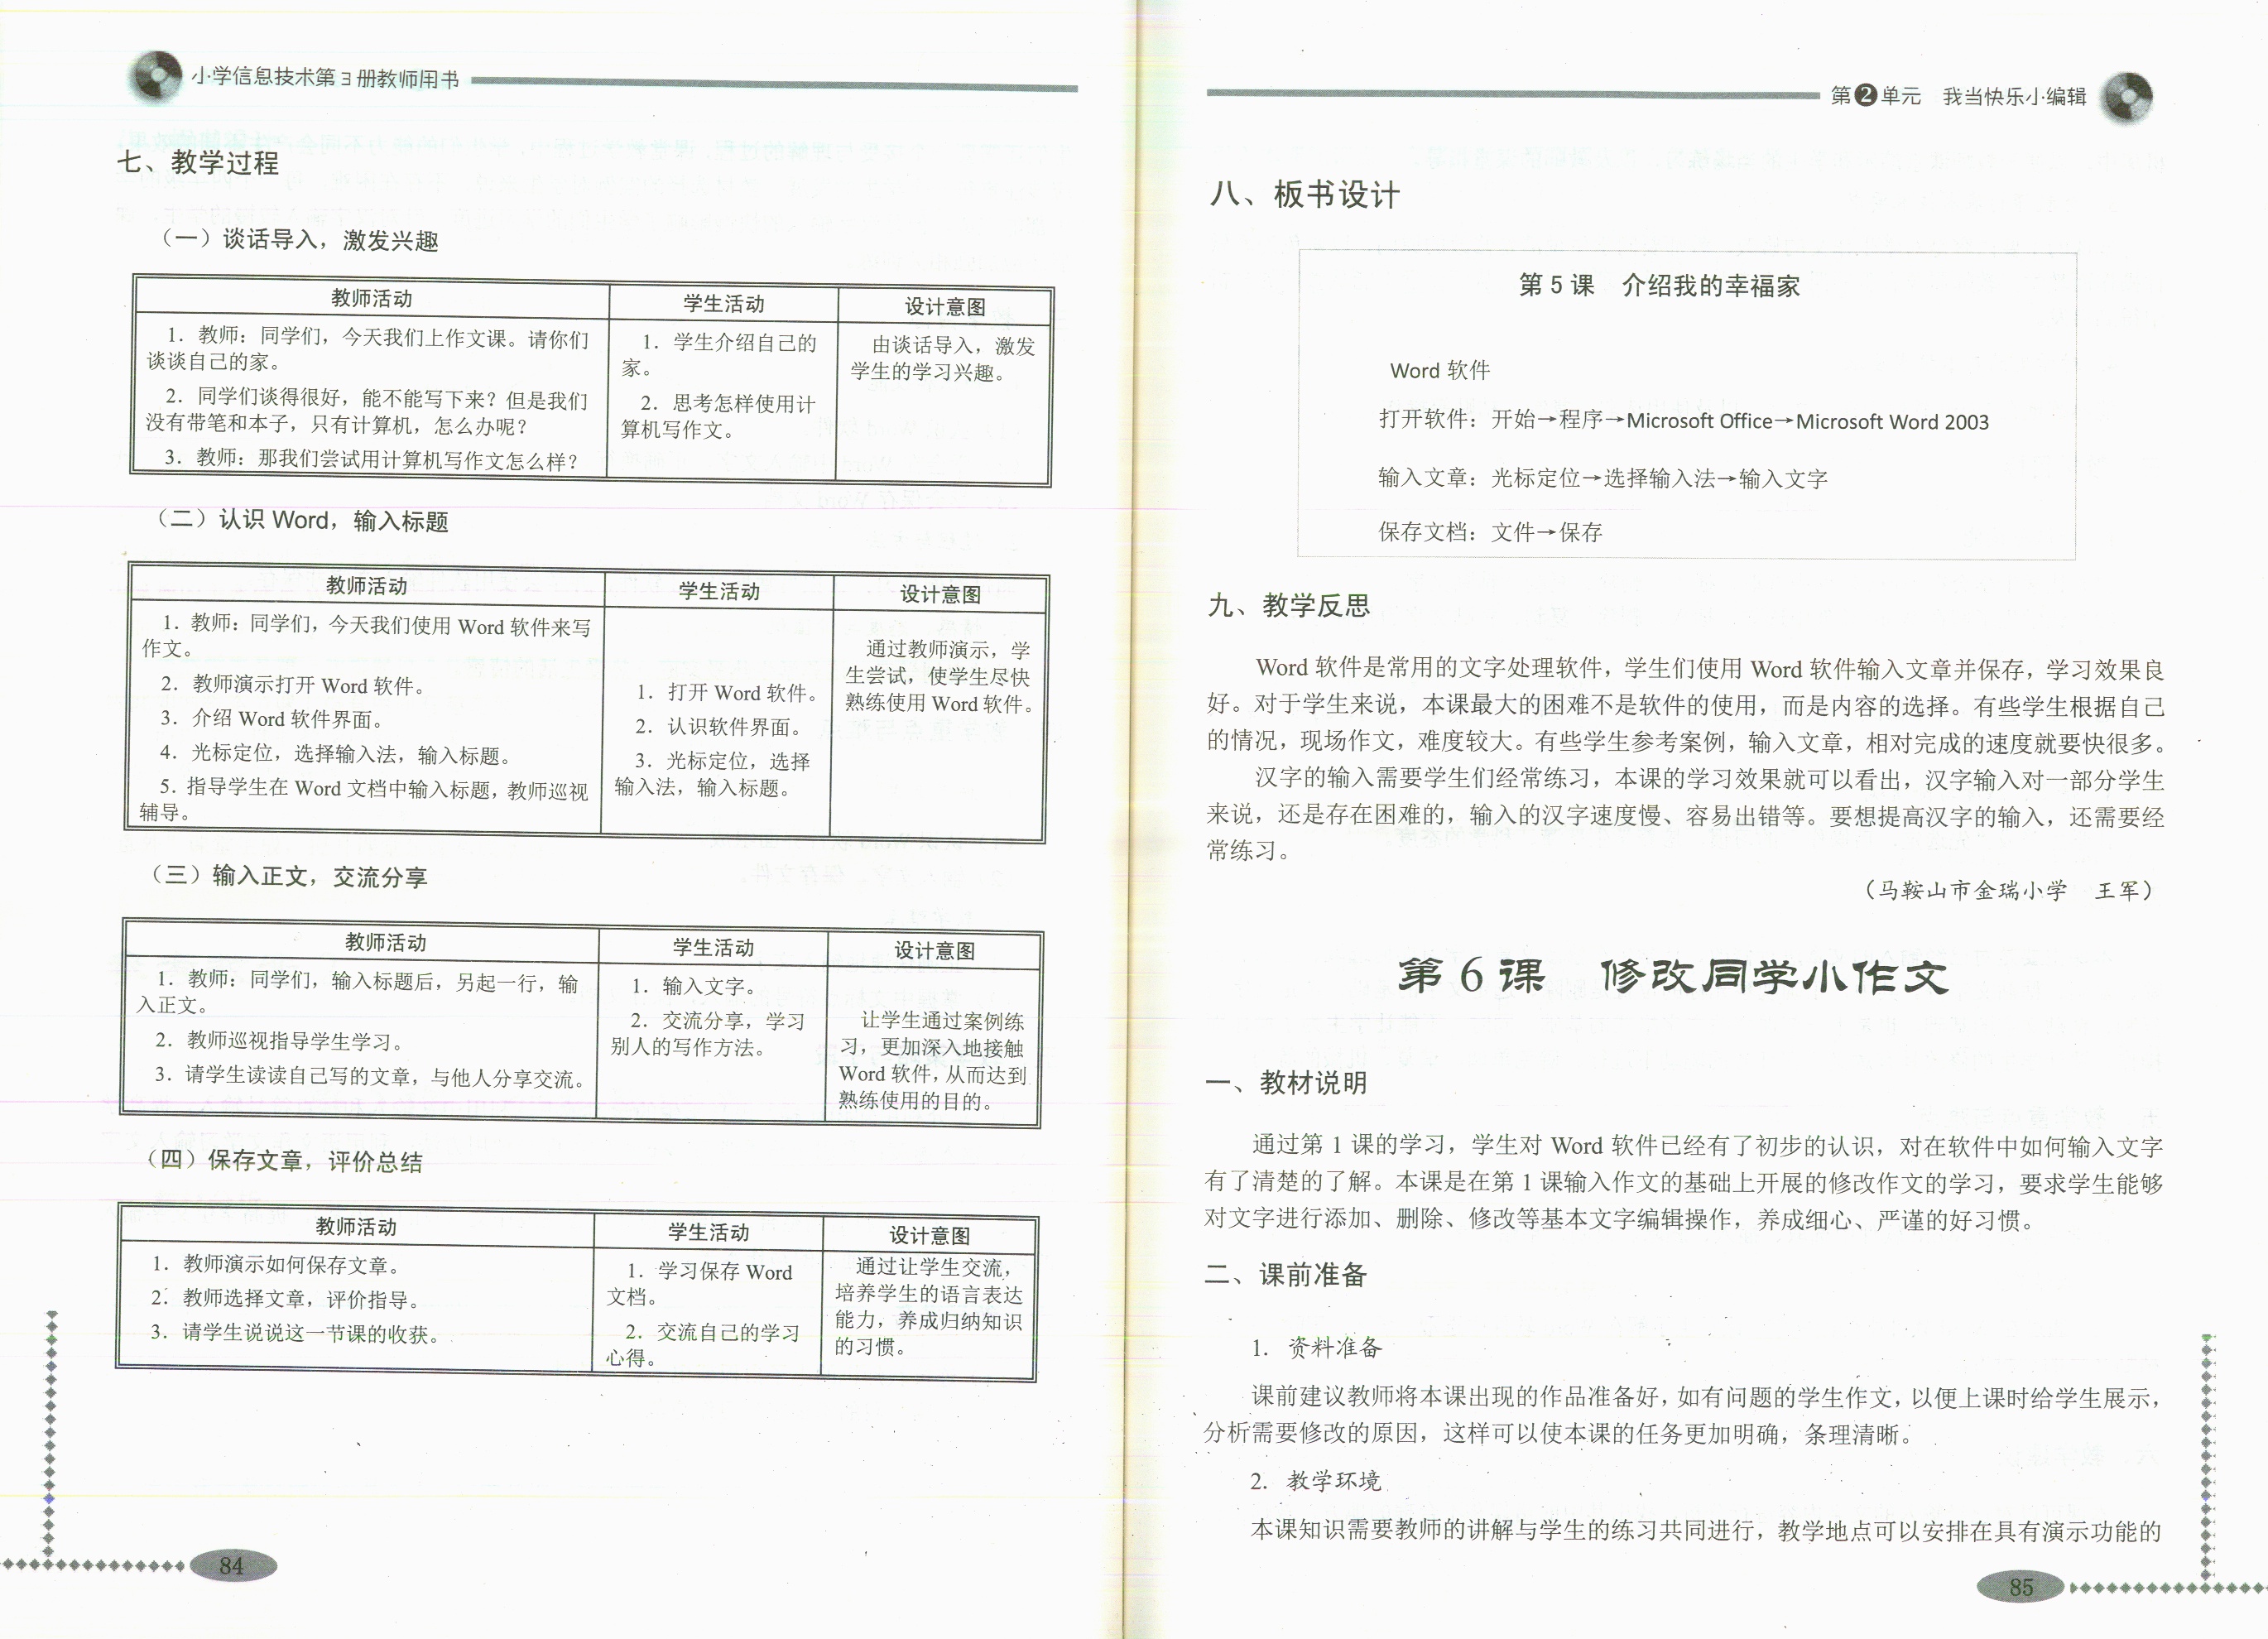 小学信息技术第3册教师用书
七、教学过程
（一）谈话导入，激发兴趣
教师活动
学生活动
设计意图
1．教师：同学们，今天我们上作文课。请你们
谈谈自己的家。
2．同学们谈得很好，能不能写下来？但是我们
没有带笔和本子，只有计算机，怎么办呢？
3．教师：那我们尝试用计算机写作文怎么样？
1．学生介绍自己的
家。
2．思考怎样使用计
算机写作文。
由谈话导入，激发
学生的学习兴趣。
（二）认识 Word，输入标题
教师活动
学生活动
设计意图
1．教师：同学们，今天我们使用 Word 软件来写
作文。
2．教师演示打开 Word 软件。
3．介绍 Word 软件界面。
4．光标定位，选择输入法，输入标题。
5．指导学生在 Word 文档中输入标题，教师巡视
辅导。
1．打开 Word 软件。
2．认识软件界面。
3．光标定位，选择
输入法，输入标题。
通过教师演示，学
生尝试，使学生尽快
熟练使用 Word 软件。
（三）输入正文，交流分享
教师活动
学生活动
设计意图
1．教师：同学们，输入标题后，另起一行，输
入正文。
2．教师巡视指导学生学习。
3．请学生读读自己写的文章，与他人分享交流。
1．输入文字。
2．交流分享，学习
别人的写作方法。
让学生通过案例练
习，更加深入地接触
Word 软件，从而达到
熟练使用的目的。
（四）保存文章，评价总结
教师活动
学生活动
设计意图
1．教师演示如何保存文章。
2．教师选择文章，评价指导。
3．请学生说说这一节课的收获。
1．学习保存 Word
文档。
2．交流自己的学习
心得。
通过让学生交流，
培养学生的语言表达
能力，养成归纳知识
的习惯。
84
第2单元 我当快乐小编辑
八、板书设计
第 5 课 介绍我的幸福家
Word 软件
打开软件：开始→程序→Microsoft Office→Microsoft Word 2003
输入文章：光标定位→选择输入法→输入文字
保存文档：文件→保存
九、教学反思
Word 软件是常用的文字处理软件，学生们使用 Word 软件输入文章并保存，学习效果良
好。对于学生来说，本课最大的困难不是软件的使用，而是内容的选择。有些学生根据自己
的情况，现场作文，难度较大。有些学生参考案例，输入文章，相对完成的速度就要快很多。
汉字的输入需要学生们经常练习，本课的学习效果就可以看出，汉字输入对一部分学生
来说，还是存在困难的，输入的汉字速度慢、容易出错等。要想提高汉字的输入，还需要经
常练习。
（马鞍山市金瑞小学 王军）
第 6 课 修改同学小作文
一、教材说明
通过第 1 课的学习，学生对 Word 软件已经有了初步的认识，对在软件中如何输入文字
有了清楚的了解。本课是在第 1 课输入作文的基础上开展的修改作文的学习，要求学生能够
对文字进行添加、删除、修改等基本文字编辑操作，养成细心、严谨的好习惯。
二、课前准备
1．资料准备
课前建议教师将本课出现的作品准备好，如有问题的学生作文，以便上课时给学生展示，
分析需要修改的原因，这样可以使本课的任务更加明确，条理清晰。
2．教学环境
本课知识需要教师的讲解与学生的练习共同进行，教学地点可以安排在具有演示功能的
85